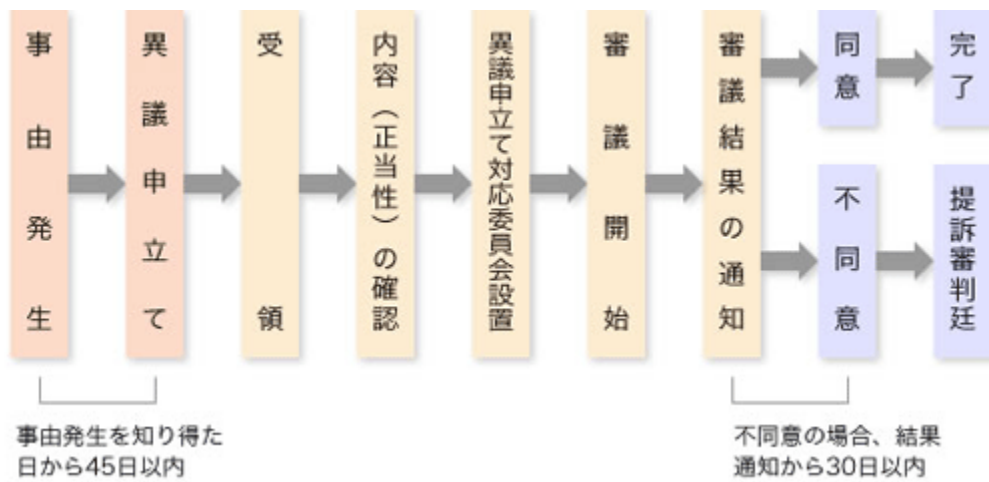 事由発生
異議申立て
受領
内容（正当性）の確認
異議申立て対応委員会設置
審議開始
審議結果の通知
同意
完了
不同意
提訴審判廷
事由発生を知り得た
日から45日以内
不同意の場合、結果
通知から30日以内